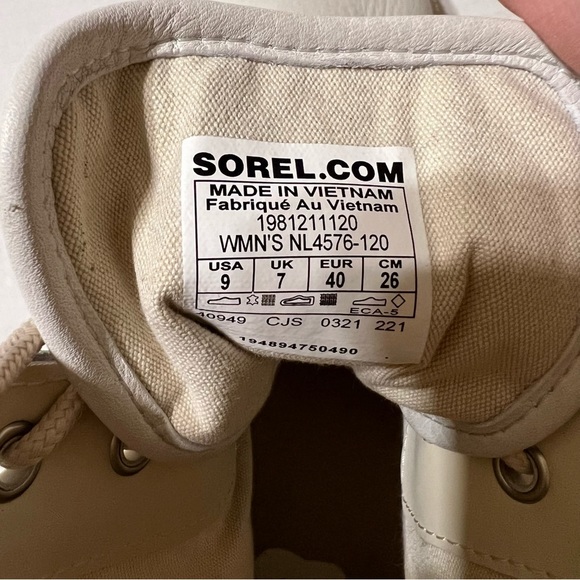 SOREL.COM
MADE IN VIETNAM
Fabriqué Au Vietnam
1981211120
WMN'S NL4576-120
USA UK EUR CM
9 7 40 26
ECA-5
CJS 0321 221
194894750490